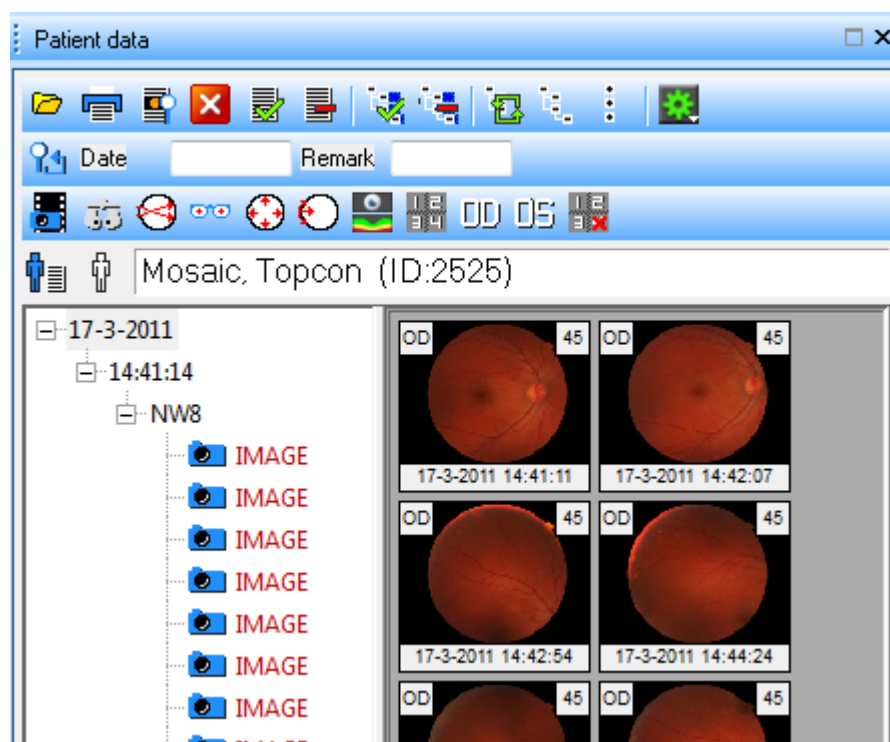 Patient data
Date Remark
OD OS
Mosaic, Topcon (ID:2525)
17-3-2011
14:41:14
NW8
IMAGE
IMAGE
IMAGE
IMAGE
IMAGE
IMAGE
IMAGE
OD 45 OD 45
17-3-2011 14:41:11 17-3-2011 14:42:07
OD 45 OD 45
17-3-2011 14:42:54 17-3-2011 14:44:24
OD 45 OD 45